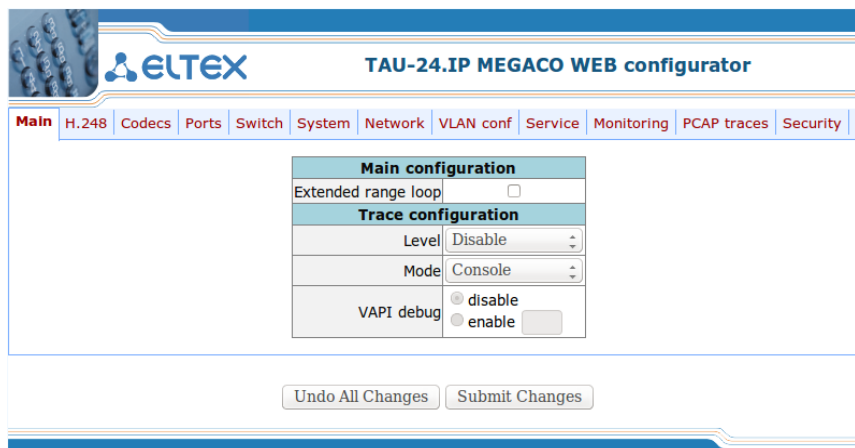 ELTEX
TAU-24.IP MEGACO WEB configurator
Main H.248 Codecs Ports Switch System Network VLAN conf Service Monitoring PCAP traces Security
Main configuration
Extended range loop
Trace configuration
Level Disable
Mode Console
VAPI debug disable
enable
Undo All Changes Submit Changes